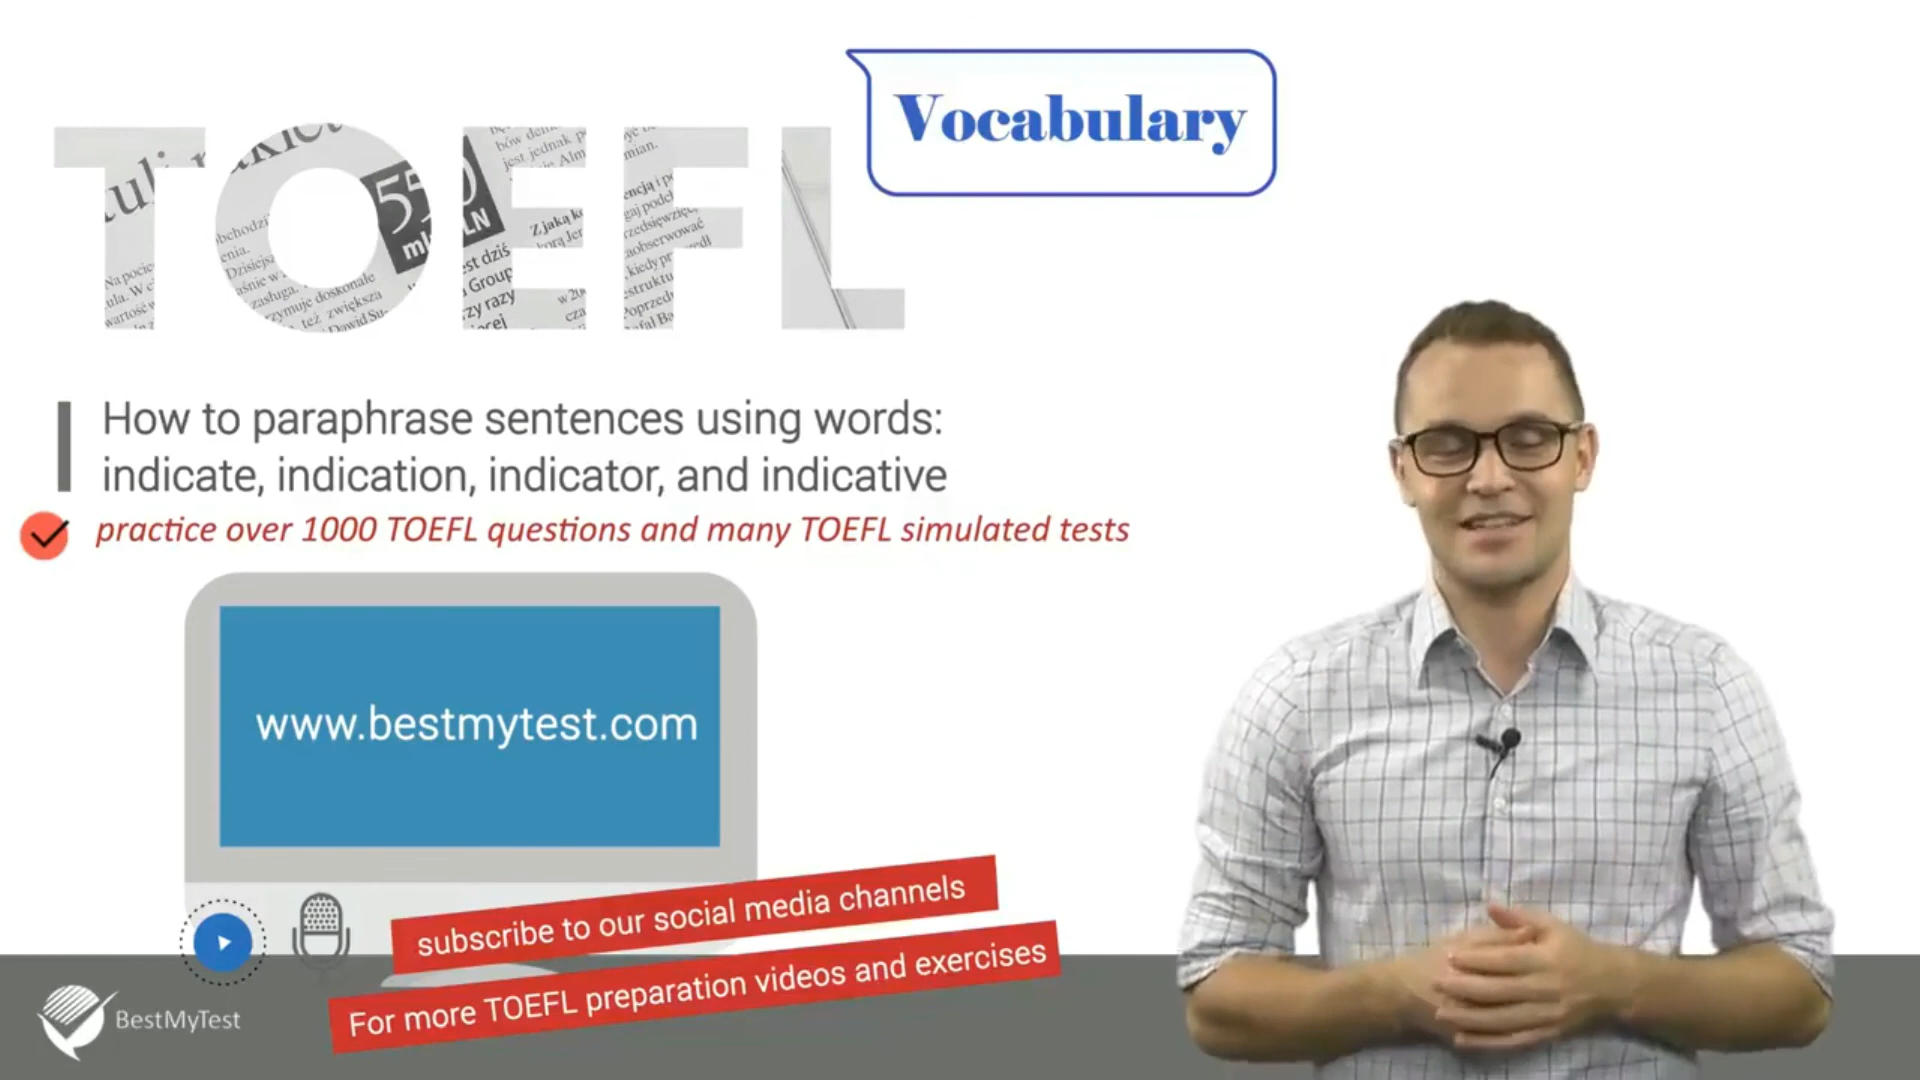 TOEFL
Vocabulary
How to paraphrase sentences using words:
indicate, indication, indicator, and indicative
practice over 1000 TOEFL questions and many TOEFL simulated tests
www.bestmytest.com
subscribe to our social media channels
For more TOEFL preparation videos and exercises
BestMyTest